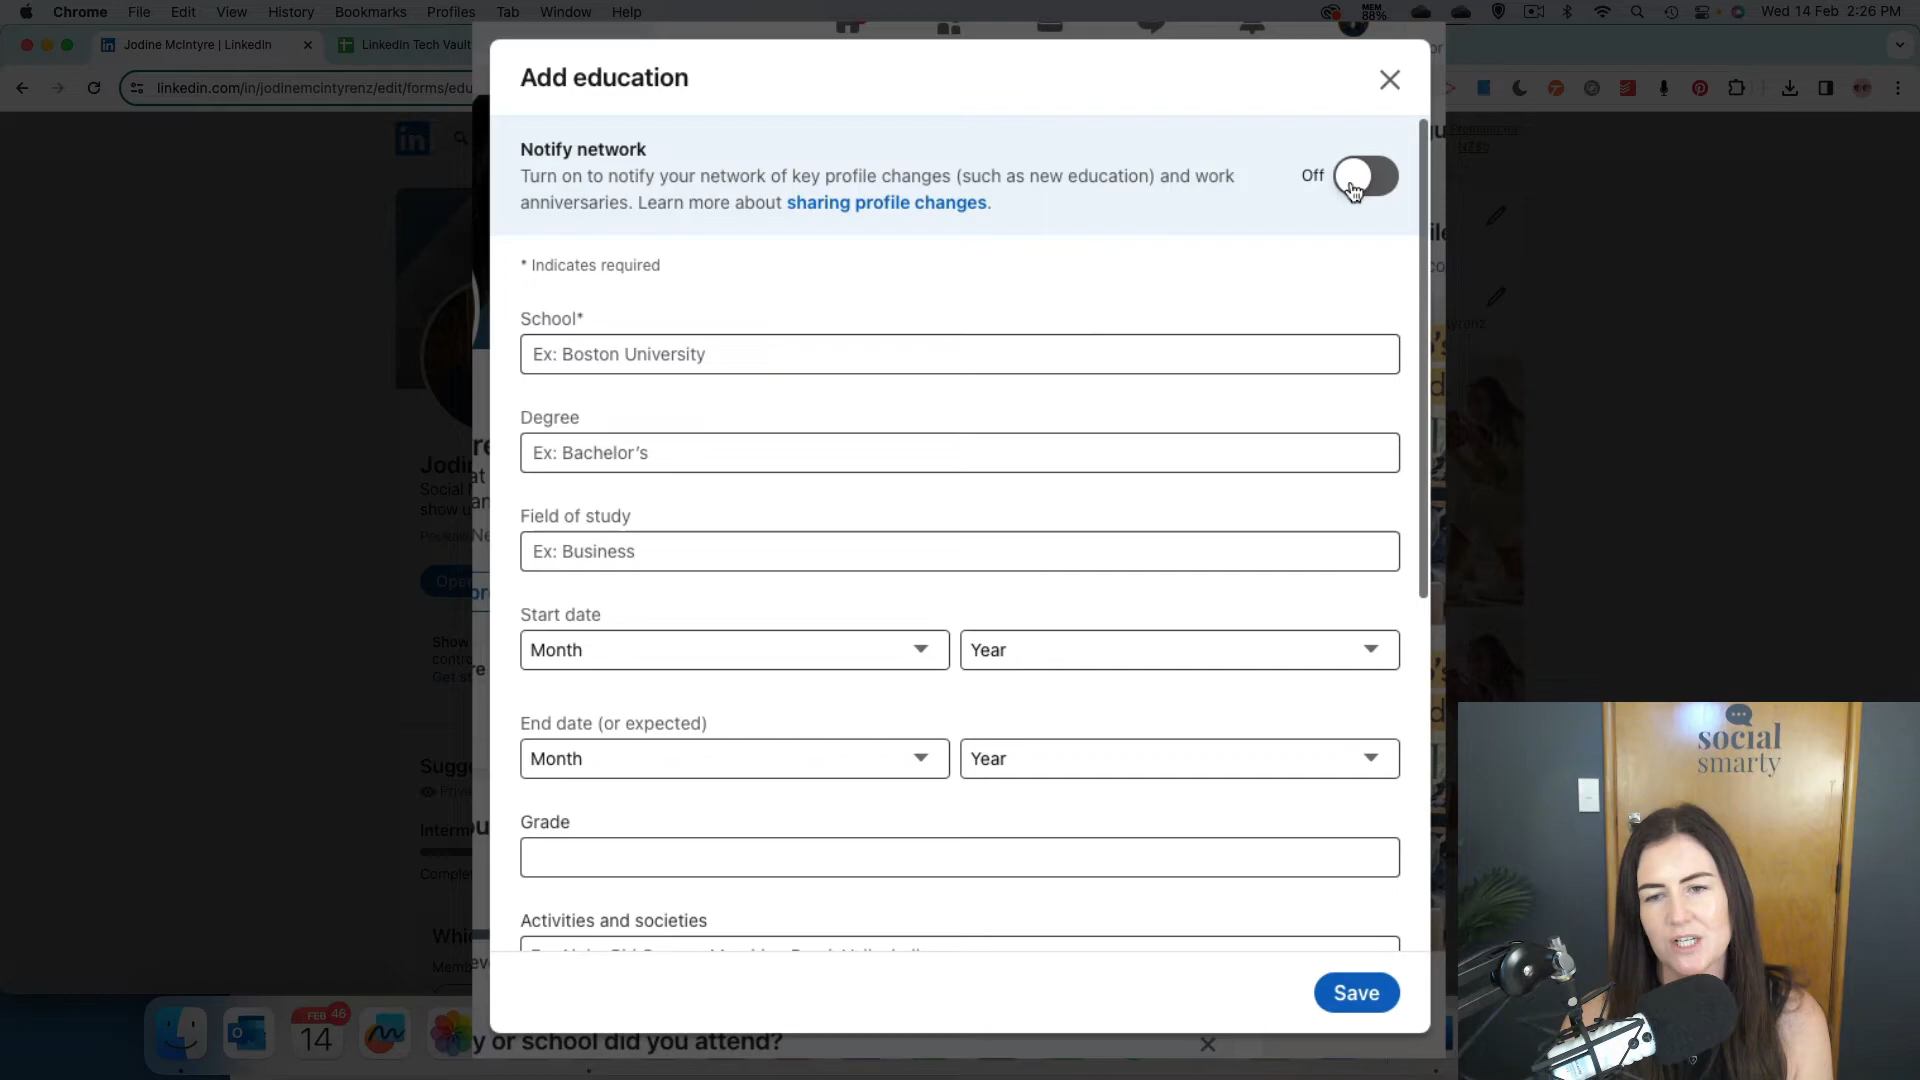 Chrome File Edit View History Bookmarks Profiles Tab Window Help
MEM
88%
Wed 14 Feb 2:26 PM
Jodine McIntyre | LinkedIn
LinkedIn Tech Vault
linkedin.com/in/jodinemcintyrenz/edit/forms/edu
Add education
Notify network
Turn on to notify your network of key profile changes (such as new education) and work
anniversaries. Learn more about sharing profile changes.
Off
* Indicates required
School*
Ex: Boston University
Degree
Ex: Bachelor's
Field of study
Ex: Business
Start date
Month
Year
End date (or expected)
Month
Year
Grade
Activities and societies
Save
in
Social
show u
Show
Get st
Sugg
Interm
Complet
FEB
46
14
y or school did you attend?
social
smarty